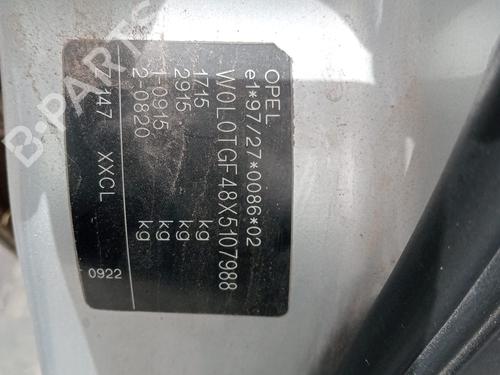 OPEL
e1*97/27*0086*02
W0L0TGF48X5107988
1715 kg
2915 kg
1-0915 kg
2-0820 kg
147 XXCL
0922
B-PARTS